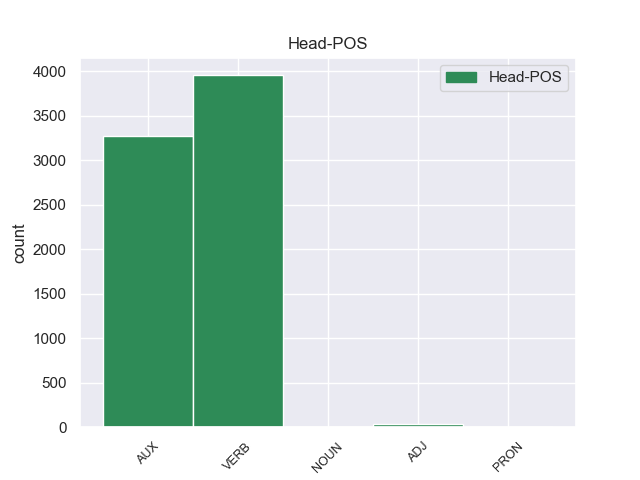 Head-POS
Head-POS
4000
3500
3000
2500
2000
1500
1000
500
0
count
AUX
VERB
NOUN
ADJ
PRON